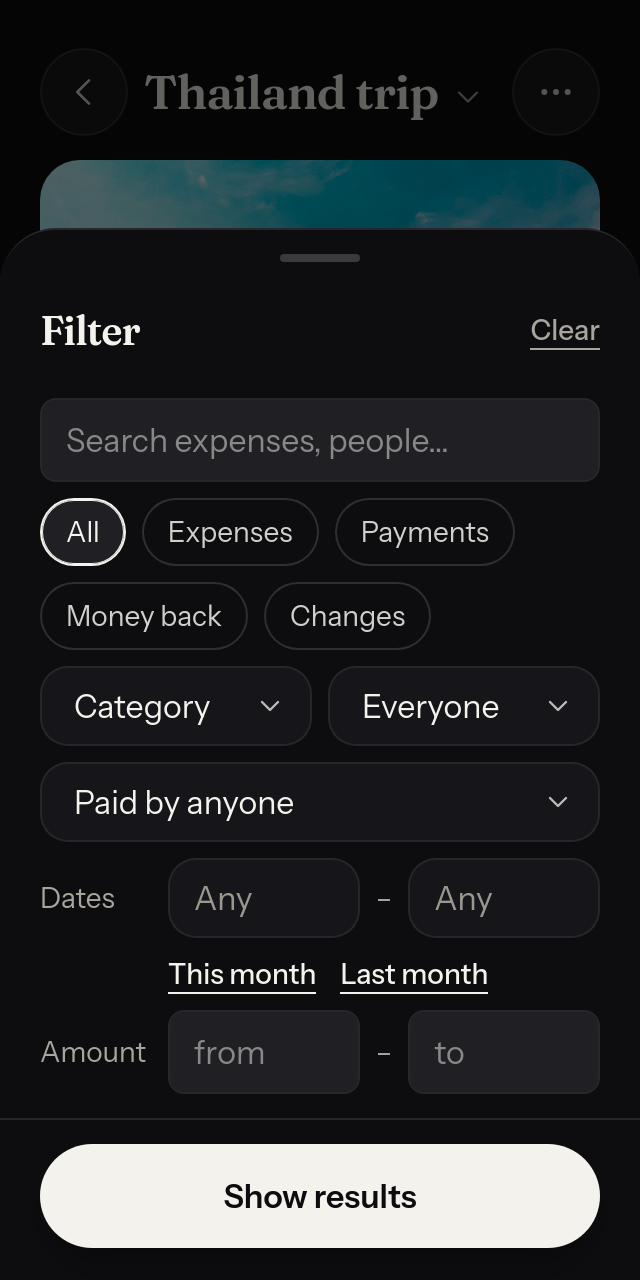 Thailand trip
Filter
Clear
Search expenses, people...
All
Expenses
Payments
Money back
Changes
Category
Everyone
Paid by anyone
Dates
Any
–
Any
This month
Last month
Amount
from
–
to
Show results